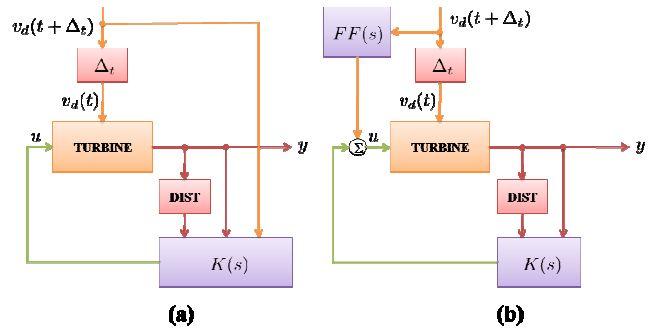 v_d(t + Δ_t)
Δ_t
v_d(t)
u
TURBINE
y
DIST
K(s)
(a)
v_d(t + Δ_t)
FF(s)
Δ_t
v_d(t)
Σ
u
TURBINE
y
DIST
K(s)
(b)